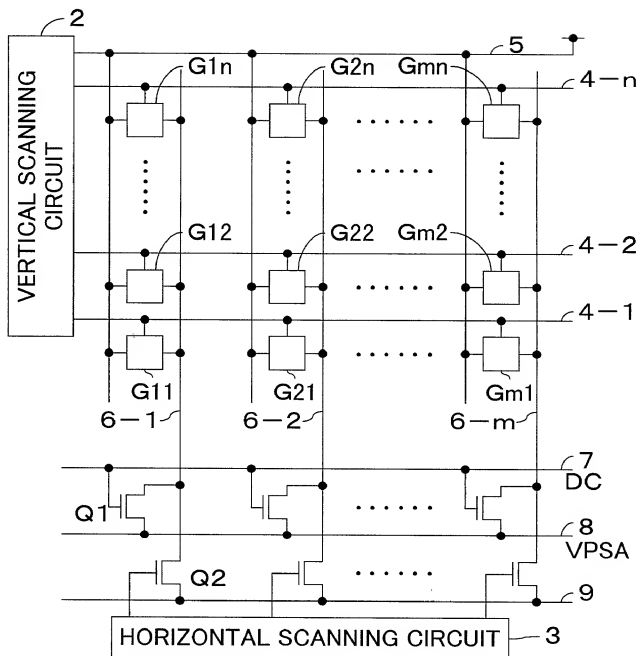 2
5
G1n
G2n
Gmn
4-n
VERTICAL SCANNING
CIRCUIT
G12
G22
Gm2
4-2
4-1
G11
G21
Gm1
6-1
6-2
6-m
7
DC
Q1
8
VPSA
Q2
9
HORIZONTAL SCANNING CIRCUIT
3